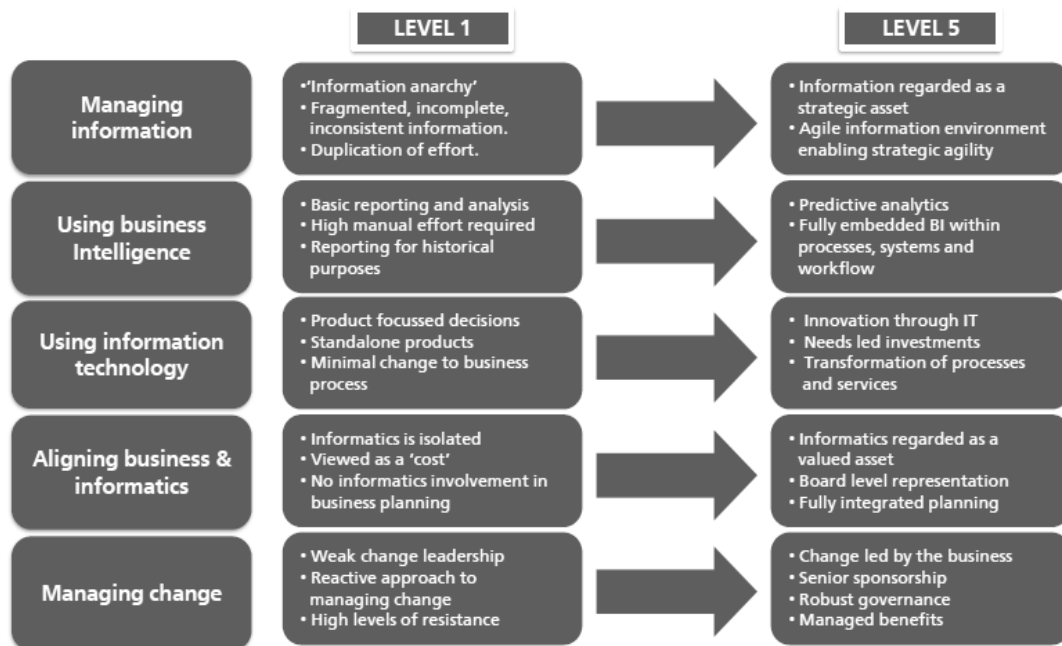 LEVEL 1
LEVEL 5
Managing
information
•‘Information anarchy’
• Fragmented, incomplete,
inconsistent information.
• Duplication of effort.
• Information regarded as a
strategic asset
• Agile information environment
enabling strategic agility
Using business
Intelligence
• Basic reporting and analysis
• High manual effort required
• Reporting for historical
purposes
• Predictive analytics
• Fully embedded BI within
processes, systems and
workflow
Using information
technology
• Product focussed decisions
• Standalone products
• Minimal change to business
process
• Innovation through IT
• Needs led investments
• Transformation of processes
and services
Aligning business &
informatics
• Informatics is isolated
• Viewed as a ‘cost’
• No informatics involvement in
business planning
• Informatics regarded as a
valued asset
• Board level representation
• Fully integrated planning
Managing change
• Weak change leadership
• Reactive approach to
managing change
• High levels of resistance
• Change led by the business
• Senior sponsorship
• Robust governance
• Managed benefits